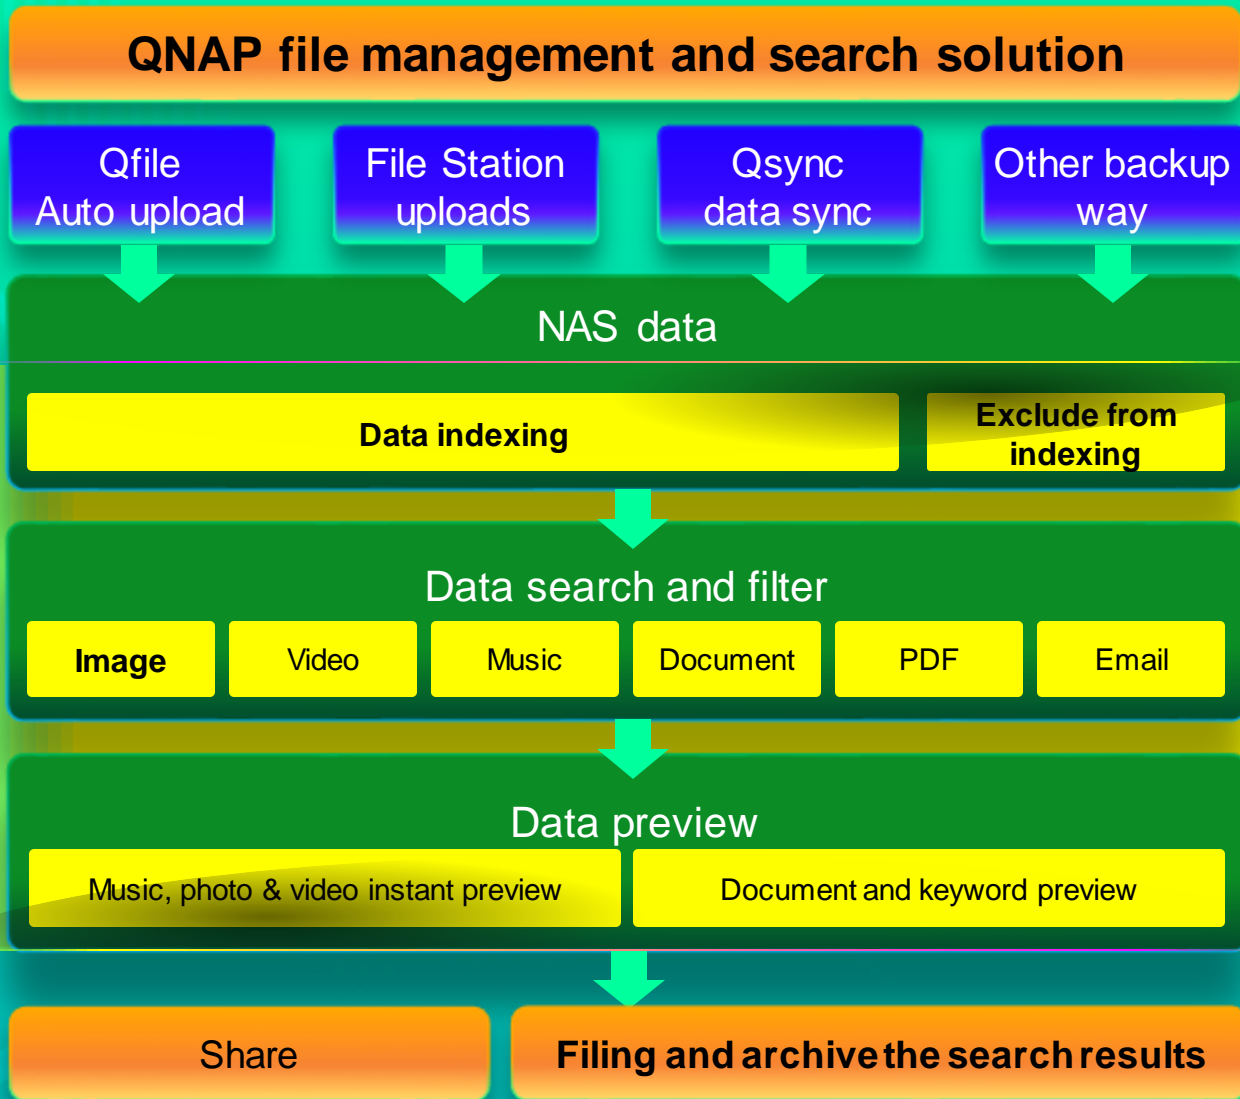 QNAP file management and search solution
Qfile
Auto upload
File Station
uploads
Qsync
data sync
Other backup
way
NAS data
Data indexing
Exclude from
indexing
Data search and filter
Image
Video
Music
Document
PDF
Email
Data preview
Music, photo & video instant preview
Document and keyword preview
Share
Filing and archive the search results